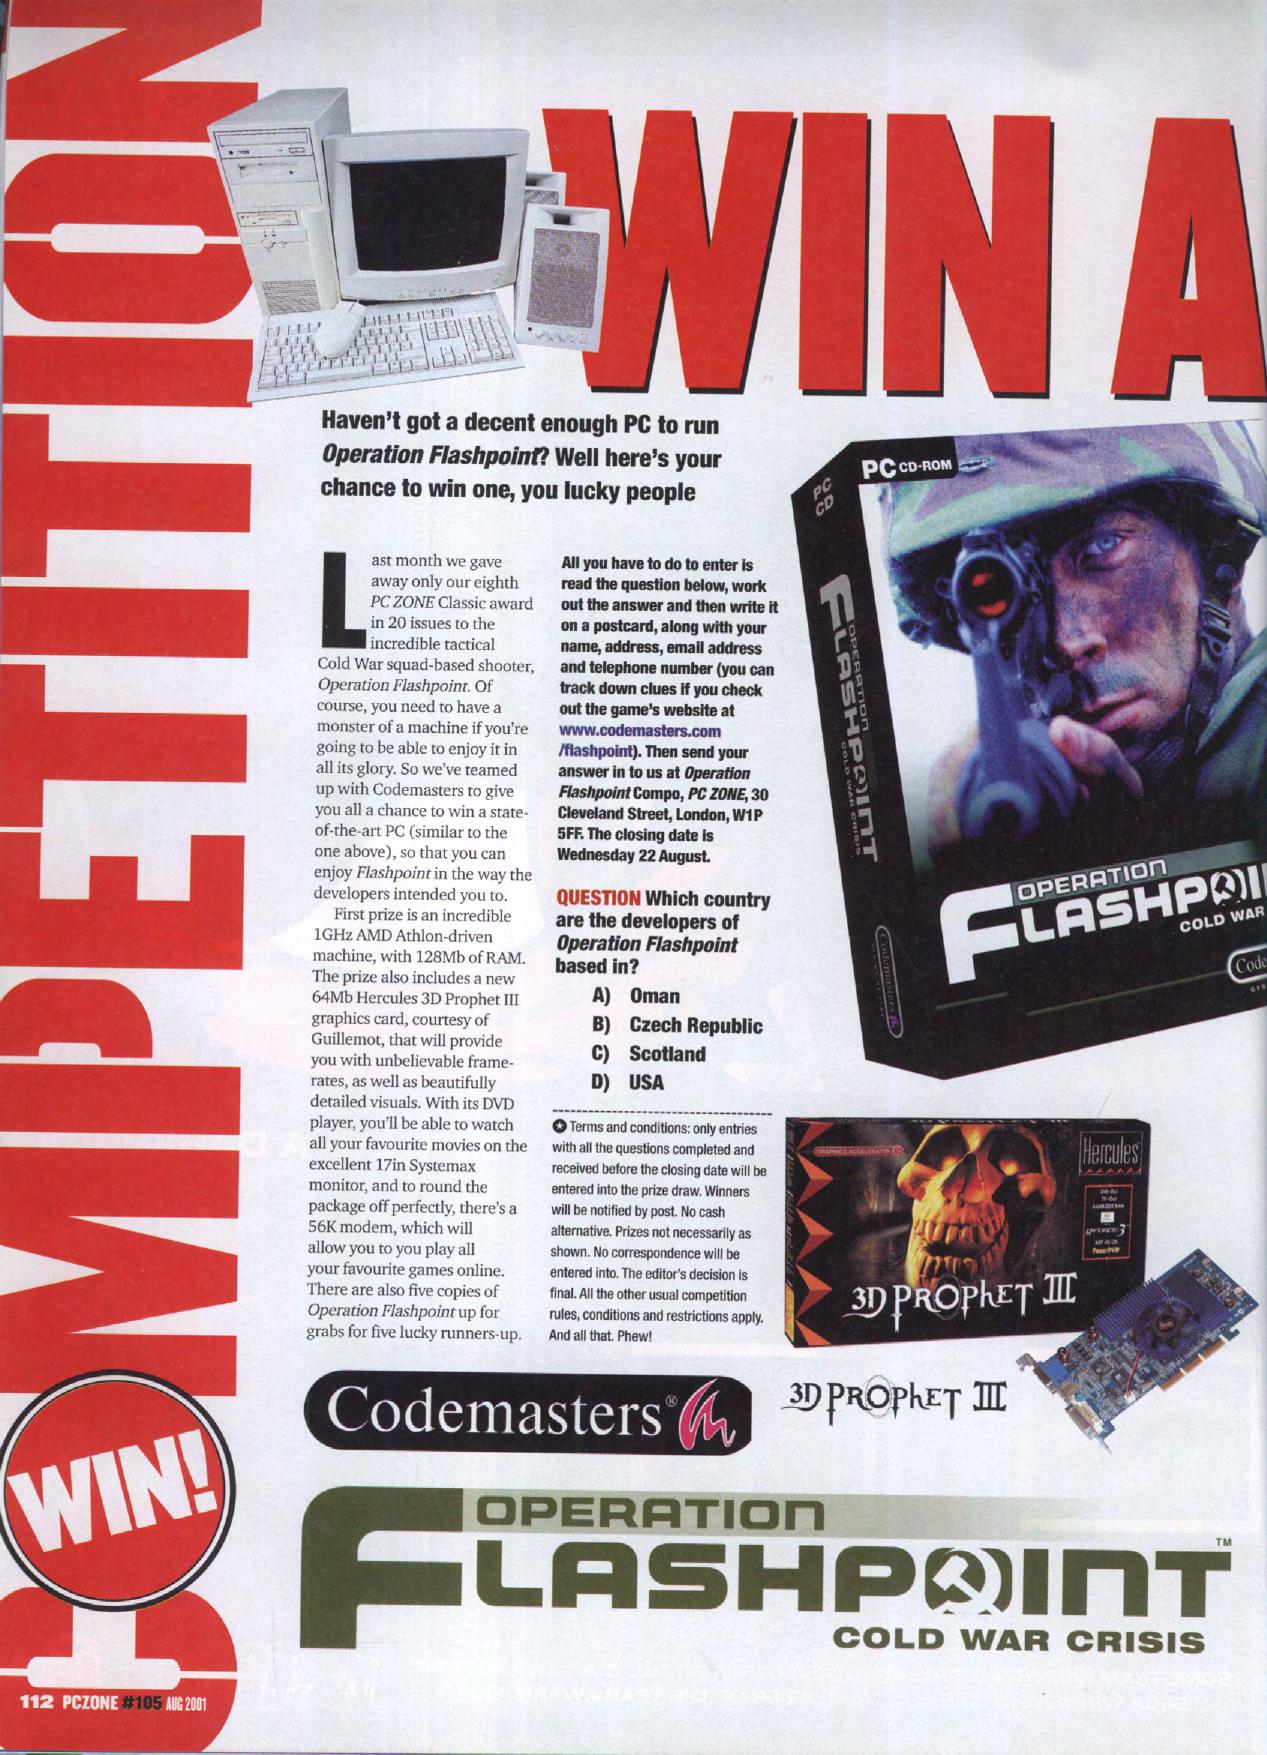 COMPETITION
WIN A
Haven't got a decent enough PC to run
Operation Flashpoint? Well here's your
chance to win one, you lucky people
Last month we gave
away only our eighth
PC ZONE Classic award
in 20 issues to the
incredible tactical
Cold War squad-based shooter,
Operation Flashpoint. Of
course, you need to have a
monster of a machine if you're
going to be able to enjoy it in
all its glory. So we've teamed
up with Codemasters to give
you all a chance to win a state-
of-the-art PC (similar to the
one above), so that you can
enjoy Flashpoint in the way the
developers intended you to.
First prize is an incredible
1GHz AMD Athlon-driven
machine, with 128Mb of RAM.
The prize also includes a new
64Mb Hercules 3D Prophet III
graphics card, courtesy of
Guillemot, that will provide
you with unbelievable frame-
rates, as well as beautifully
detailed visuals. With its DVD
player, you'll be able to watch
all your favourite movies on the
excellent 17in Systemax
monitor, and to round the
package off perfectly, there's a
56K modem, which will
allow you to you play all
your favourite games online.
There are also five copies of
Operation Flashpoint up for
grabs for five lucky runners-up.
All you have to do to enter is
read the question below, work
out the answer and then write it
on a postcard, along with your
name, address, email address
and telephone number (you can
track down clues if you check
out the game's website at
www.codemasters.com
/flashpoint). Then send your
answer in to us at Operation
Flashpoint Compo, PC ZONE, 30
Cleveland Street, London, W1P
5FF. The closing date is
Wednesday 22 August.
QUESTION Which country
are the developers of
Operation Flashpoint
based in?
A) Oman
B) Czech Republic
C) Scotland
D) USA
Terms and conditions: only entries
with all the questions completed and
received before the closing date will be
entered into the prize draw. Winners
will be notified by post. No cash
alternative. Prizes not necessarily as
shown. No correspondence will be
entered into. The editor's decision is
final. All the other usual competition
rules, conditions and restrictions apply.
And all that. Phew!
PC CD-ROM
PC
CD
OPERATION
FLASHPOINT
COLD WAR CRISIS
Codemasters
OPERATION
FLASHPOI
COLD WAR
Code
GRAPHICS ACCELERATOR
Hercules
3D PROPHET III
3D PROPHET III
Codemasters®
OPERATION
FLASHPOINT™
COLD WAR CRISIS
WIN!
112 PCZONE #105 AUG 2001